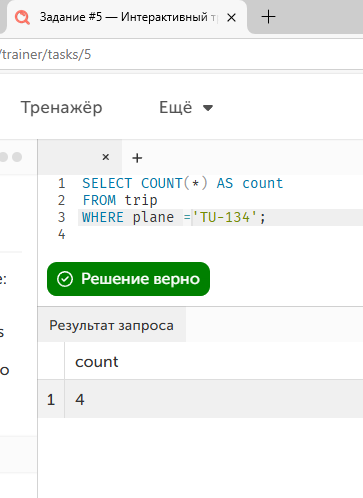 Задание #5 — Интерактивный т
/trainer/tasks/5
Тренажёр
Ещё
1 SELECT COUNT(*) AS count
2 FROM trip
3 WHERE plane ='TU-134';
4
е:
s
о
Решение верно
Результат запроса
count
1 4